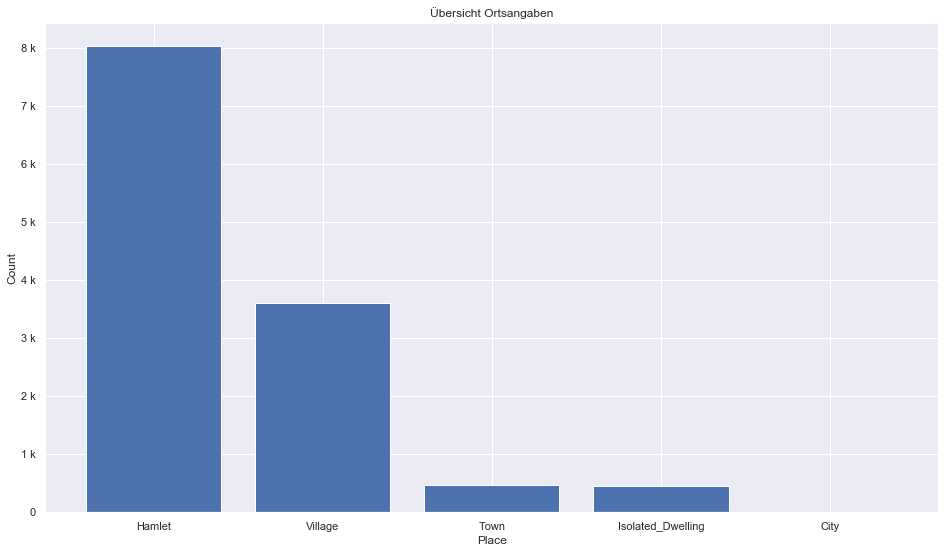 Übersicht Ortsangaben
8 k
7 k
6 k
5 k
4 k
3 k
2 k
1 k
0
Count
Hamlet Village Town Isolated_Dwelling City
Place